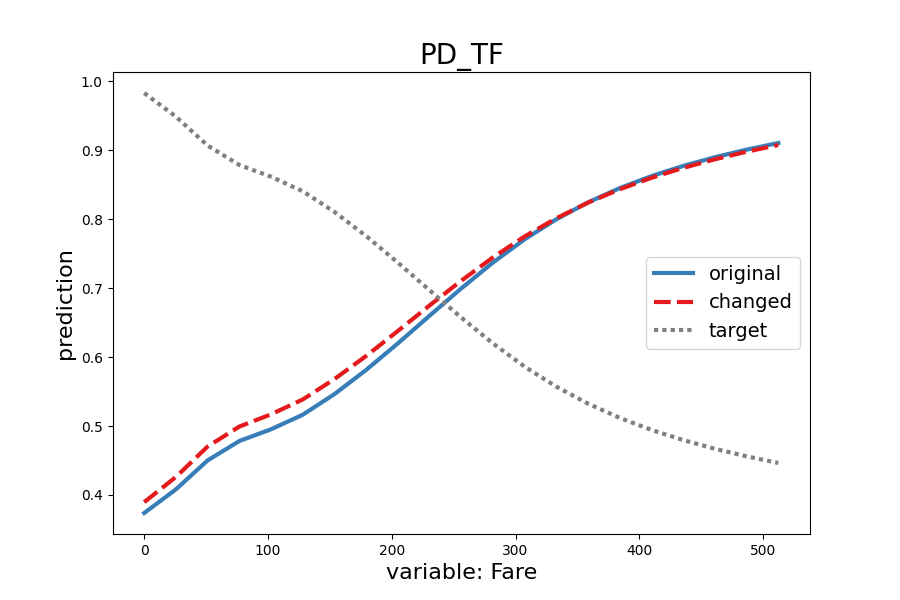 PD_TF
1.0
0.9
0.8
0.7
0.6
0.5
0.4
prediction
original
changed
target
0 100 200 300 400 500
variable: Fare